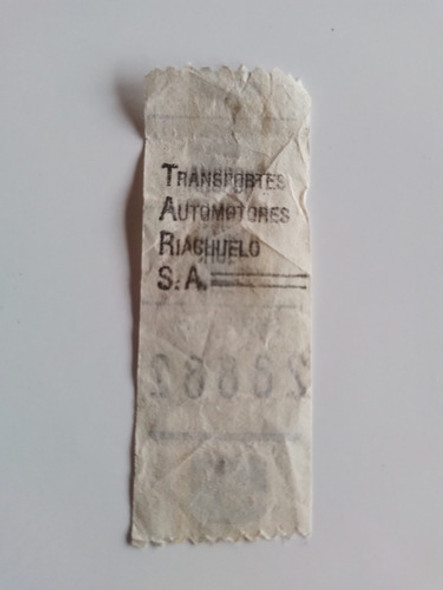 TRANSPORTES
AUTOMOTORES
RIACHUELO
S. A.